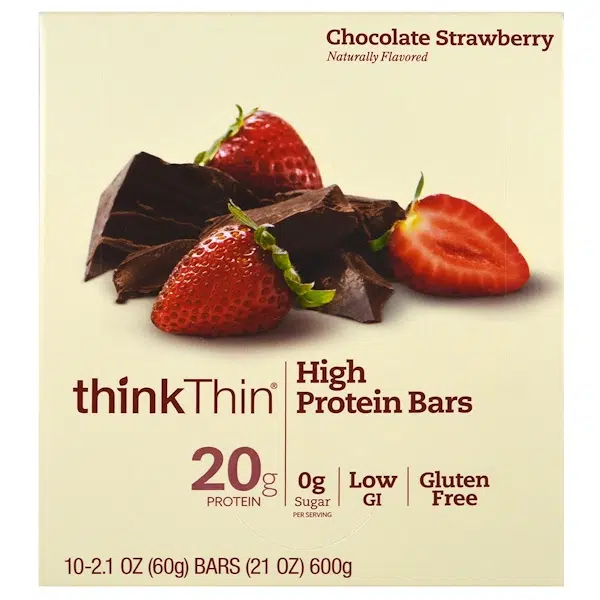 Chocolate Strawberry
Naturally Flavored
thinkThin®
High
Protein Bars
20g
PROTEIN
0g
Sugar
PER SERVING
Low
GI
Gluten
Free
10-2.1 OZ (60g) BARS (21 OZ) 600g